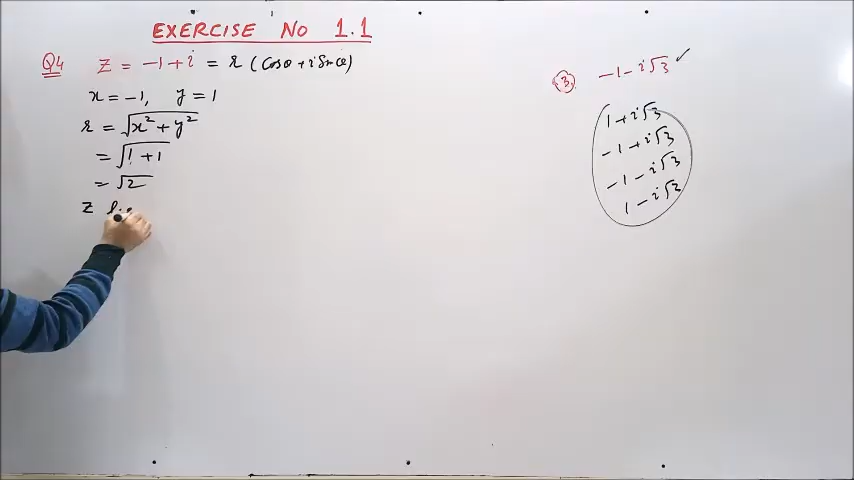 EXERCISE No 1.1
Q4 Z = -1+i = r (Cosθ + i Sinθ)
x = -1, y = 1
r = √(x² + y²)
= √(1 + 1)
= √2
Z
3. -1 - i√3 ✓
1 + i√3
-1 + i√3
-1 - i√3
1 - i√3